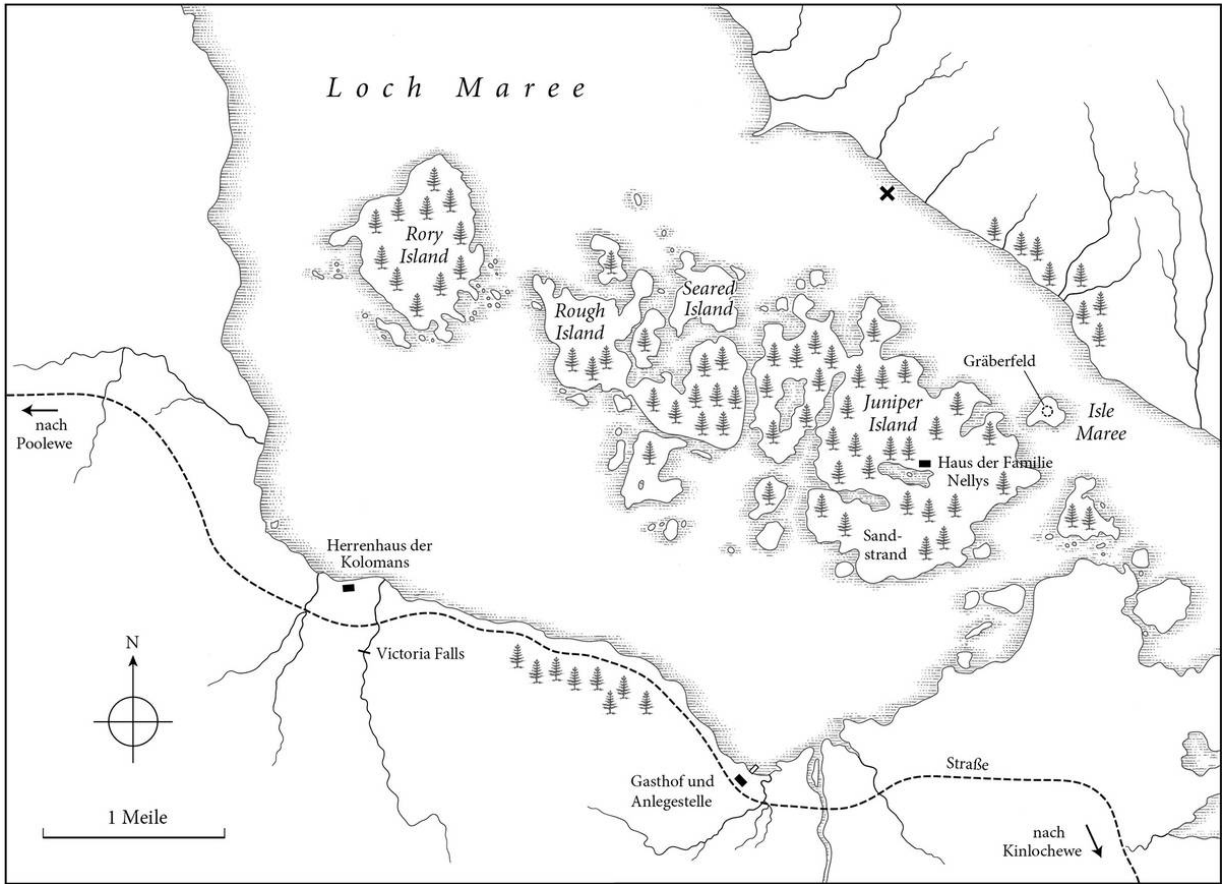 Loch Maree
Rory
Island
Rough
Island
Seared
Island
Gräberfeld
Isle
Maree
Juniper
Island
Haus der Familie
Nellys
Sand-
strand
nach
Poolewe
Herrenhaus der
Kolomans
Victoria Falls
N
1 Meile
Gasthof und
Anlegestelle
Straße
nach
Kinlochewe